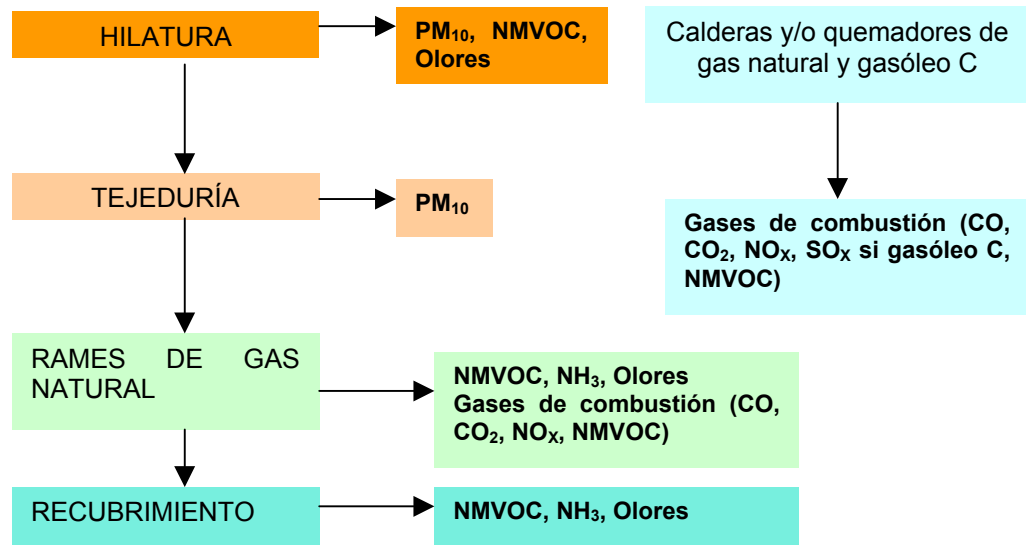 HILATURA
PM10, NMVOC,
Olores
Calderas y/o quemadores de
gas natural y gasóleo C
TEJEDURÍA
PM10
Gases de combustión (CO,
CO2, NOX, SOX si gasóleo C,
NMVOC)
RAMES DE GAS
NATURAL
NMVOC, NH3, Olores
Gases de combustión (CO,
CO2, NOX, NMVOC)
RECUBRIMIENTO
NMVOC, NH3, Olores